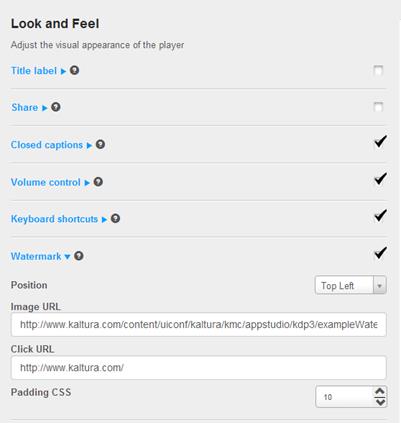 Look and Feel
Adjust the visual appearance of the player
Title label
Share
Closed captions
Volume control
Keyboard shortcuts
Watermark
Position Top Left
Image URL
http://www.kaltura.com/content/uiconf/kaltura/kmc/appstudio/kdp3/exampleWate
Click URL
http://www.kaltura.com/
Padding CSS 10